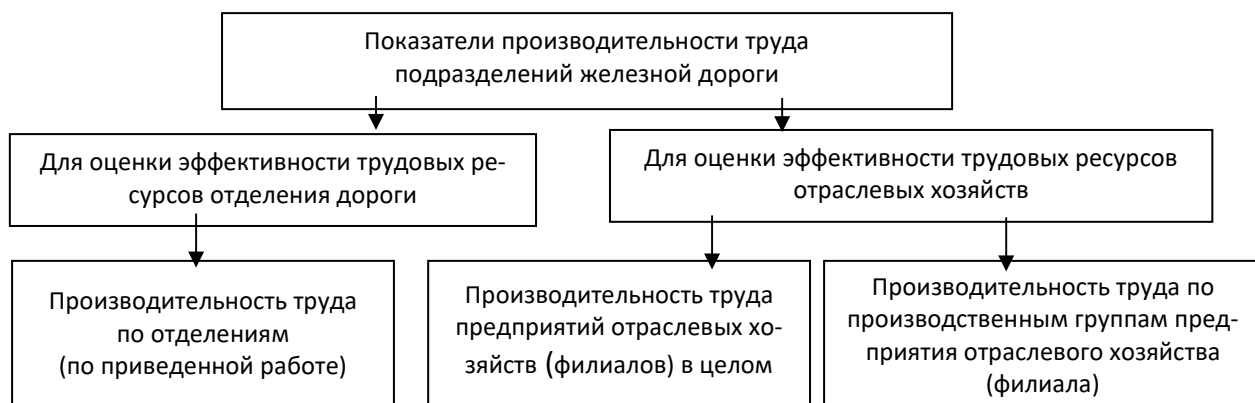 Показатели производительности труда
подразделений железной дороги
Для оценки эффективности трудовых ре-
сурсов отделения дороги
Для оценки эффективности трудовых ресурсов
отраслевых хозяйств
Производительность труда
по отделениям
(по приведенной работе)
Производительность труда
предприятий отраслевых хо-
зяйств (филиалов) в целом
Производительность труда по
производственным группам пред-
приятия отраслевого хозяйства
(филиала)